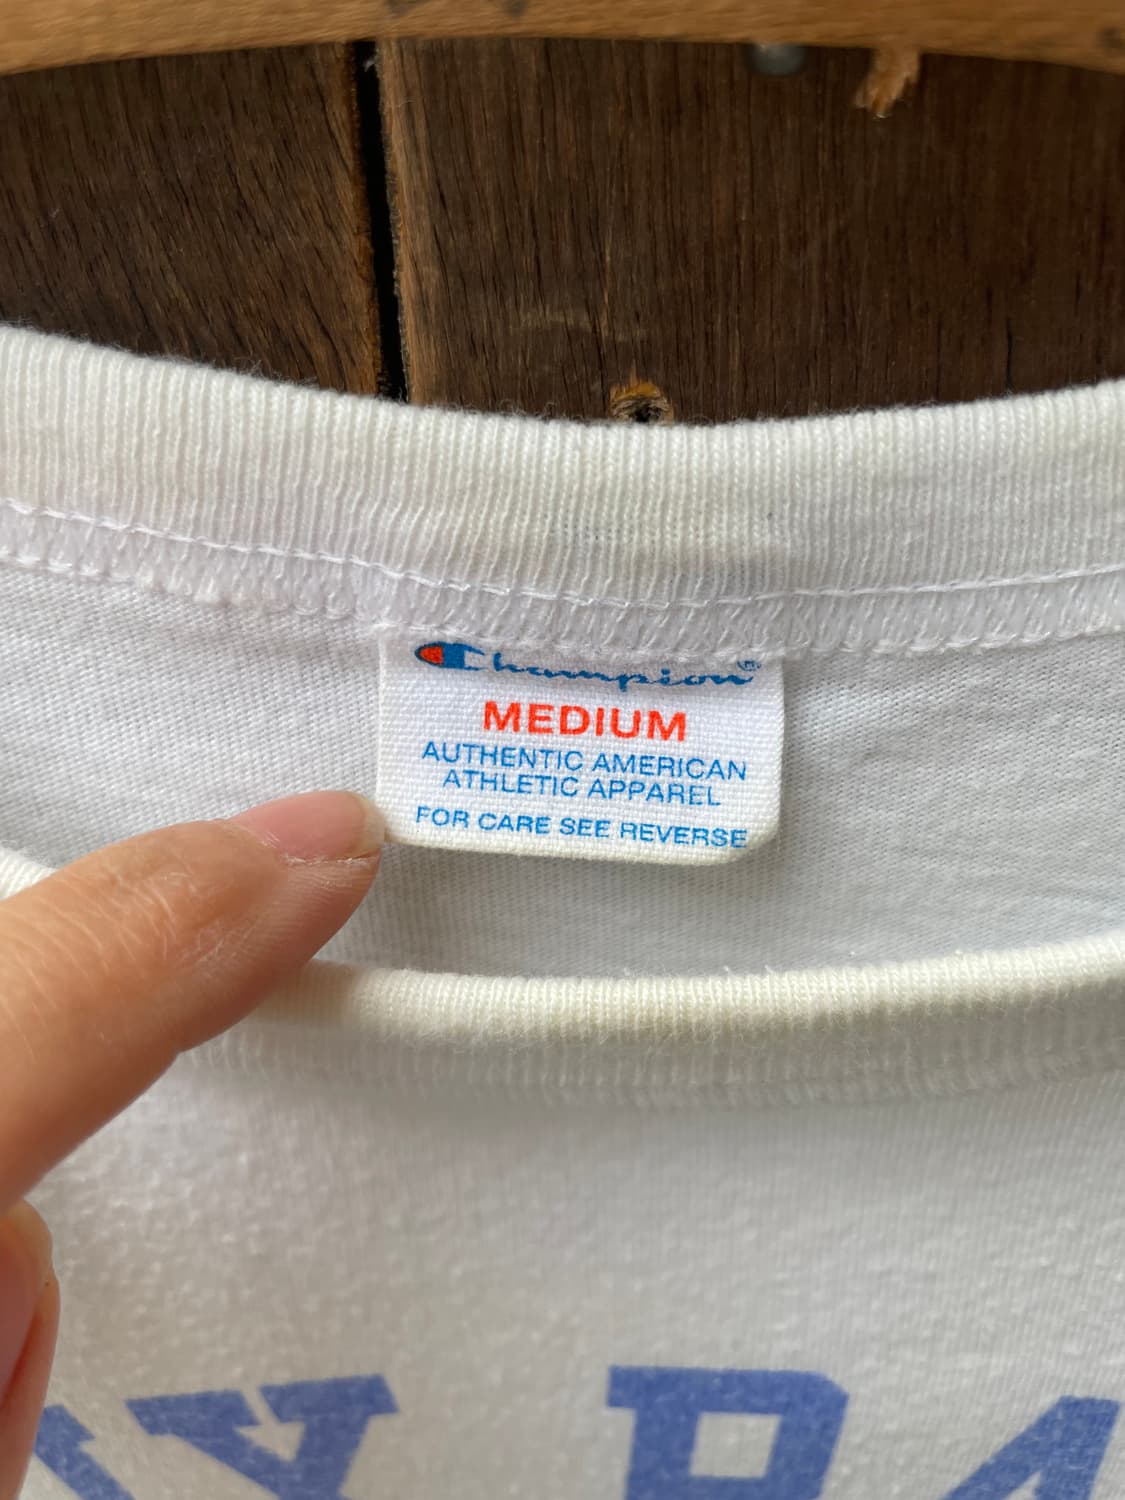 Champion®
MEDIUM
AUTHENTIC AMERICAN
ATHLETIC APPAREL
FOR CARE SEE REVERSE